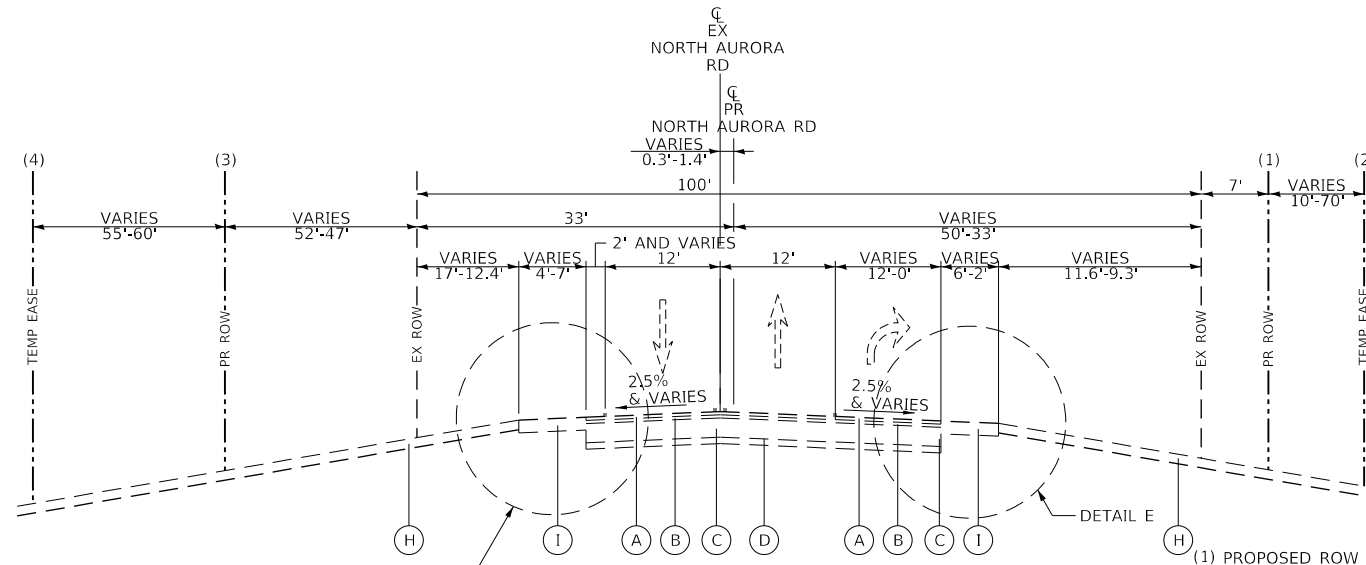 ℄
EX
NORTH AURORA
RD
℄
PR
NORTH AURORA RD
VARIES
0.3'-1.4'
(4)
(3)
(1)
(2)
100'
7'
VARIES
10'-70'
VARIES
55'-60'
VARIES
52'-47'
33'
VARIES
50'-33'
2' AND VARIES
VARIES
17'-12.4'
VARIES
4'-7'
12'
12'
VARIES
12'-0'
VARIES
6'-2'
VARIES
11.6'-9.3'
TEMP EASE
PR ROW
EX ROW
EX ROW
PR ROW
TEMP EASE
2.5%
& VARIES
2.5%
& VARIES
DETAIL E
H
I
A
B
C
D
A
B
C
I
H
(1) PROPOSED ROW